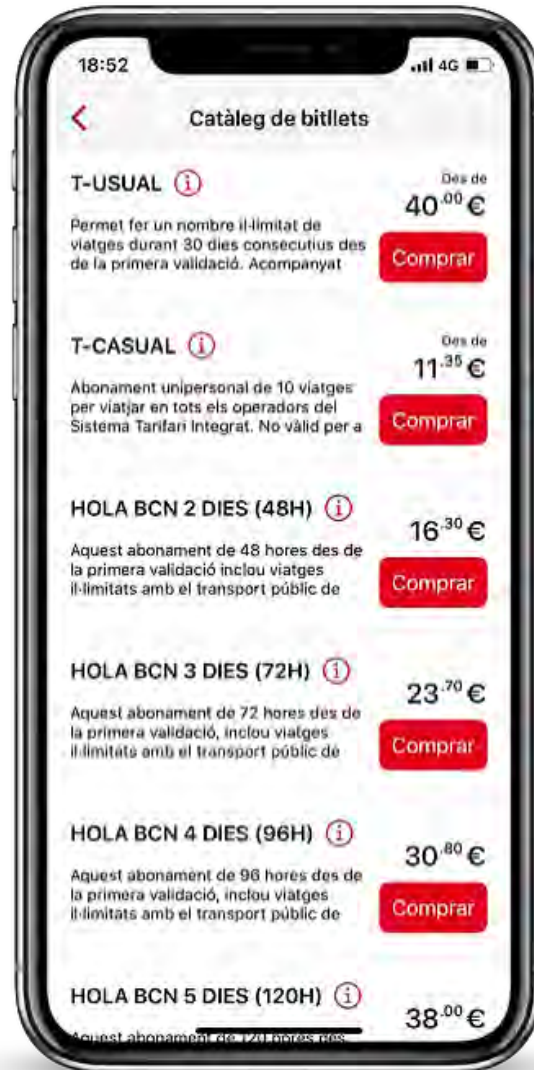 18:52
4G
Catàleg de bitllets
T-USUAL
Des de
40.00 €
Permet fer un nombre il·limitat de
viatges durant 30 dies consecutius des
de la primera validació. Acompanyat
Comprar
T-CASUAL
Des de
11.35 €
Abonament unipersonal de 10 viatges
per viatjar en tots els operadors del
Sistema Tarifari Integrat. No vàlid per a
Comprar
HOLA BCN 2 DIES (48H)
16.30 €
Aquest abonament de 48 hores des de
la primera validació inclou viatges
il·limitats amb el transport públic de
Comprar
HOLA BCN 3 DIES (72H)
23.70 €
Aquest abonament de 72 hores des de
la primera validació, inclou viatges
il·limitats amb el transport públic de
Comprar
HOLA BCN 4 DIES (96H)
30.80 €
Aquest abonament de 96 hores des de
la primera validació, inclou viatges
il·limitats amb el transport públic de
Comprar
HOLA BCN 5 DIES (120H)
38.00 €
Aquest abonament de 120 hores des